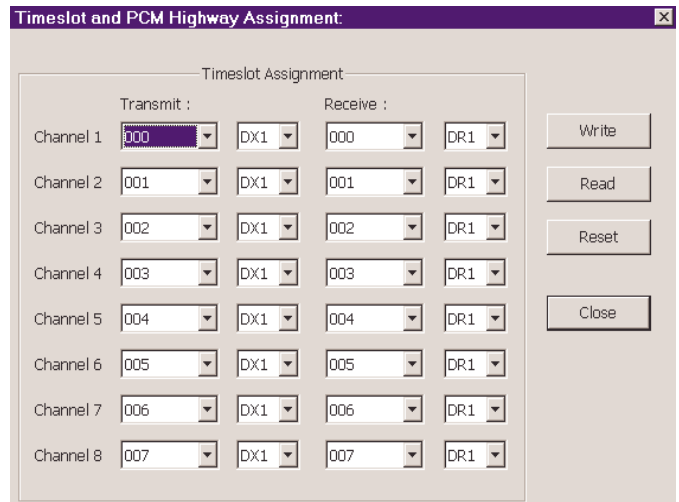 Timeslot and PCM Highway Assignment:
Timeslot Assignment
Transmit : Receive :
Channel 1 000 DX1 000 DR1 Write
Channel 2 001 DX1 001 DR1 Read
Channel 3 002 DX1 002 DR1 Reset
Channel 4 003 DX1 003 DR1
Channel 5 004 DX1 004 DR1 Close
Channel 6 005 DX1 005 DR1
Channel 7 006 DX1 006 DR1
Channel 8 007 DX1 007 DR1